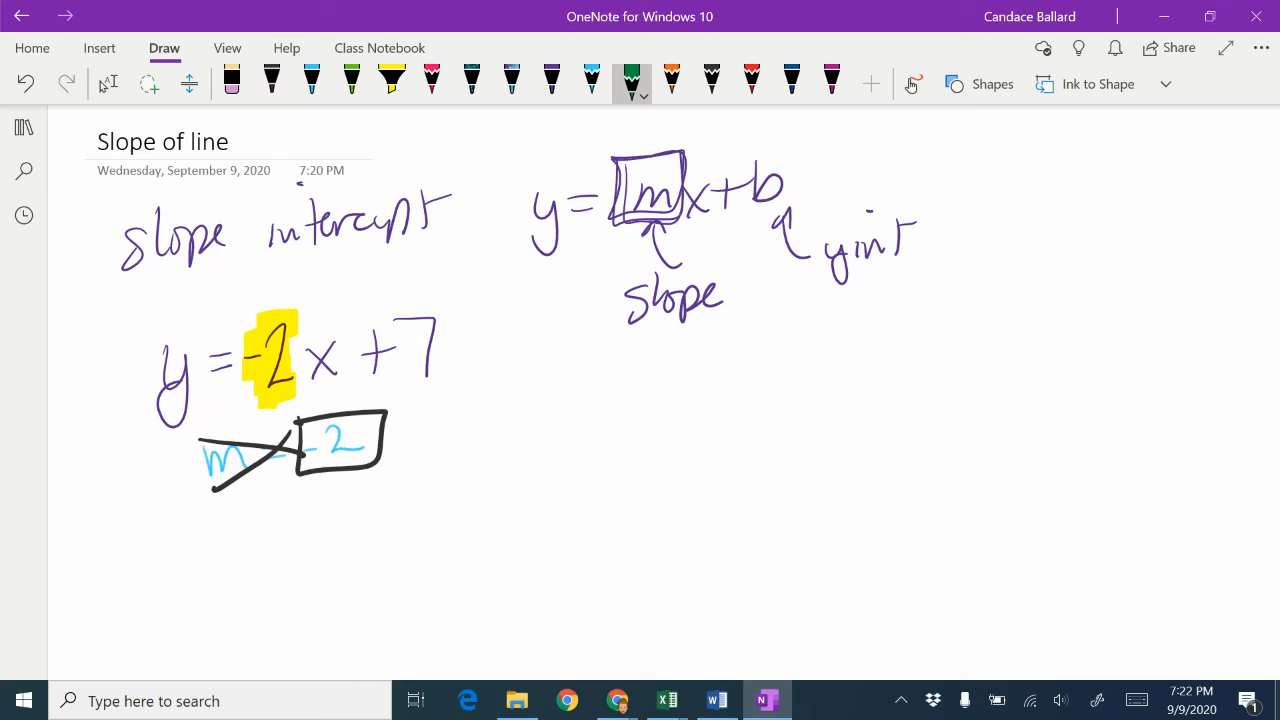 OneNote for Windows 10
Candace Ballard
Home Insert Draw View Help Class Notebook
Share
Shapes
Ink to Shape
Slope of line
Wednesday, September 9, 2020 7:20 PM
slope intercept
y = mx + b
slope
y int
y = -2x + 7
m = -2
Type here to search
7:22 PM
9/9/2020
1